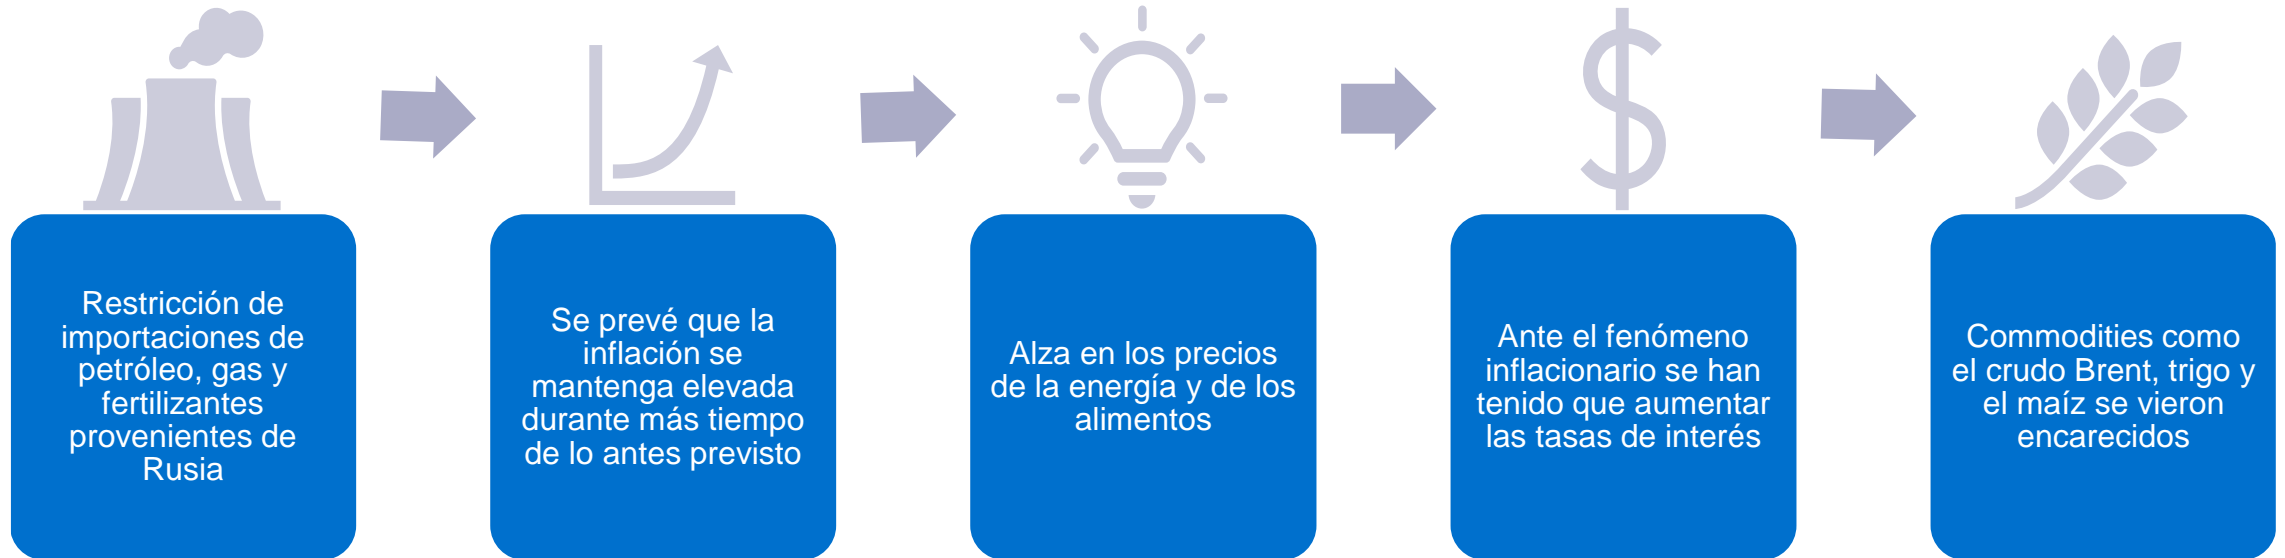 Restricción de
importaciones de
petróleo, gas y
fertilizantes
provenientes de
Rusia
Se prevé que la
inflación se
mantenga elevada
durante más tiempo
de lo antes previsto
Alza en los precios
de la energía y de los
alimentos
Ante el fenómeno
inflacionario se han
tenido que aumentar
las tasas de interés
Commodities como
el crudo Brent, trigo y
el maíz se vieron
encarecidos